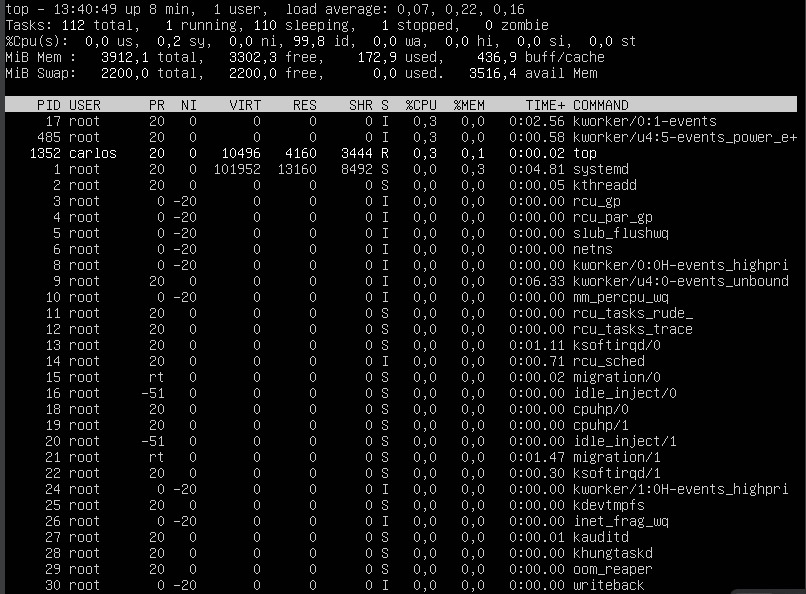 top - 13:40:49 up 8 min,  1 user,  load average: 0,07, 0,22, 0,16
Tasks: 112 total,   1 running, 110 sleeping,   1 stopped,   0 zombie
%Cpu(s):  0,0 us,  0,2 sy,  0,0 ni, 99,8 id,  0,0 wa,  0,0 hi,  0,0 si,  0,0 st
MiB Mem :   3912,1 total,   3302,3 free,    172,9 used,    436,9 buff/cache
MiB Swap:   2200,0 total,   2200,0 free,      0,0 used.   3516,4 avail Mem
PID USER PR NI VIRT RES SHR S %CPU %MEM TIME+ COMMAND
17 root 20 0 0 0 0 I 0,3 0,0 0:02.56 kworker/0:1-events
485 root 20 0 0 0 0 I 0,3 0,0 0:00.58 kworker/u4:5-events_power_e+
1352 carlos 20 0 10496 4160 3444 R 0,3 0,1 0:00.02 top
1 root 20 0 101952 13160 8492 S 0,0 0,3 0:04.81 systemd
2 root 20 0 0 0 0 S 0,0 0,0 0:00.05 kthreadd
3 root 0 -20 0 0 0 I 0,0 0,0 0:00.00 rcu_gp
4 root 0 -20 0 0 0 I 0,0 0,0 0:00.00 rcu_par_gp
5 root 0 -20 0 0 0 I 0,0 0,0 0:00.00 slub_flushwq
6 root 0 -20 0 0 0 I 0,0 0,0 0:00.00 netns
8 root 0 -20 0 0 0 I 0,0 0,0 0:00.00 kworker/0:0H-events_highpri
9 root 20 0 0 0 0 I 0,0 0,0 0:06.33 kworker/u4:0-events_unbound
10 root 0 -20 0 0 0 I 0,0 0,0 0:00.00 mm_percpu_wq
11 root 20 0 0 0 0 S 0,0 0,0 0:00.00 rcu_tasks_rude_
12 root 20 0 0 0 0 S 0,0 0,0 0:00.00 rcu_tasks_trace
13 root 20 0 0 0 0 S 0,0 0,0 0:01.11 ksoftirqd/0
14 root 20 0 0 0 0 I 0,0 0,0 0:00.71 rcu_sched
15 root rt 0 0 0 0 S 0,0 0,0 0:00.02 migration/0
16 root -51 0 0 0 0 S 0,0 0,0 0:00.00 idle_inject/0
18 root 20 0 0 0 0 S 0,0 0,0 0:00.00 cpuhp/0
19 root 20 0 0 0 0 S 0,0 0,0 0:00.00 cpuhp/1
20 root -51 0 0 0 0 S 0,0 0,0 0:00.00 idle_inject/1
21 root rt 0 0 0 0 S 0,0 0,0 0:01.47 migration/1
22 root 20 0 0 0 0 S 0,0 0,0 0:00.30 ksoftirqd/1
24 root 0 -20 0 0 0 I 0,0 0,0 0:00.00 kworker/1:0H-events_highpri
25 root 20 0 0 0 0 S 0,0 0,0 0:00.00 kdevtmpfs
26 root 0 -20 0 0 0 I 0,0 0,0 0:00.00 inet_frag_wq
27 root 20 0 0 0 0 S 0,0 0,0 0:00.01 kauditd
28 root 20 0 0 0 0 S 0,0 0,0 0:00.00 khungtaskd
29 root 20 0 0 0 0 S 0,0 0,0 0:00.00 oom_reaper
30 root 0 -20 0 0 0 I 0,0 0,0 0:00.00 writeback